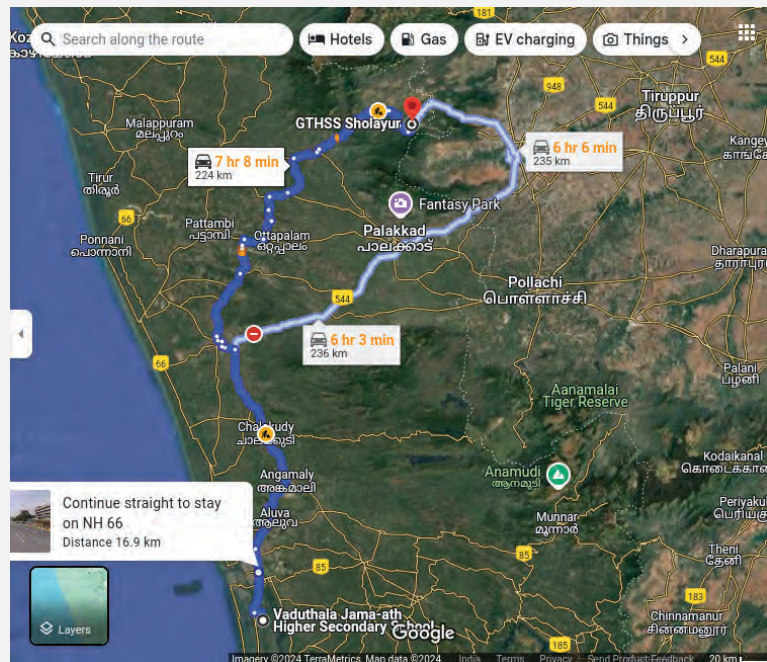 Search along the route
Hotels
Gas
EV charging
Things
181
Koz
948
544
Tiruppur
திருப்பூர்
GTHSS Sholayur
Malappuram
മലപ്പുറം
544
Kangey
7 hr 8 min
224 km
6 hr 6 min
235 km
Tirur
തിരൂർ
Fantasy Park
66
Pattambi
പട്ടാമ്പി
Ottapalam
ഒറ്റപ്പാലം
Palakkad
പാലക്കാട്
Ponnani
പൊന്നാനി
Dharapura
Pollachi
பொள்ளாச்சி
544
6 hr 3 min
236 km
66
Palani
பழனி
Aanamalai
Tiger Reserve
Chalakudy
ചാലക്കുടി
Kodaikanal
Angamaly
അങ്കമാലി
Anamudi
ആനമുടി
Continue straight to stay
on NH 66
Distance 16.9 km
Aluva
ആലുവ
Munnar
മൂന്നാർ
Periyaku
85
85
Theni
தேனி
Layers
183
Vaduthala Jama-ath
Higher Secondary School
Google
Chinnamanur
சின்னமனூர்
185
Imagery ©2024 TerraMetrics, Map data ©2024
India
Terms
Privacy
Send Product Feedback
20 km